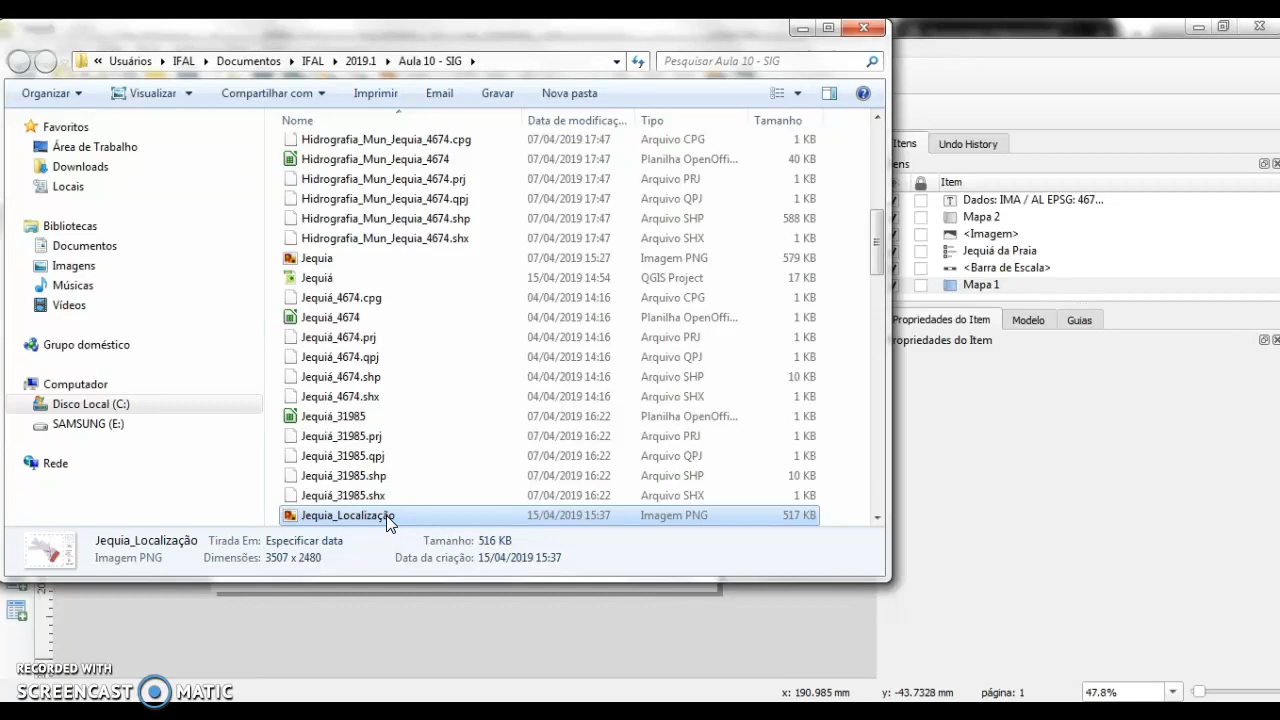 « Usuários ▸ IFAL ▸ Documentos ▸ IFAL ▸ 2019.1 ▸ Aula 10 - SIG ▸
Pesquisar Aula 10 - SIG
Organizar Visualizar Compartilhar com Imprimir Email Gravar Nova pasta
Nome Data de modificaç... Tipo Tamanho
Favoritos
Área de Trabalho
Downloads
Locais
Bibliotecas
Documentos
Imagens
Músicas
Vídeos
Grupo doméstico
Computador
Disco Local (C:)
SAMSUNG (E:)
Rede
Hidrografia_Mun_Jequia_4674.cpg 07/04/2019 17:47 Arquivo CPG 1 KB
Hidrografia_Mun_Jequia_4674 07/04/2019 17:47 Planilha OpenOffi... 40 KB
Hidrografia_Mun_Jequia_4674.prj 07/04/2019 17:47 Arquivo PRJ 1 KB
Hidrografia_Mun_Jequia_4674.qpj 07/04/2019 17:47 Arquivo QPJ 1 KB
Hidrografia_Mun_Jequia_4674.shp 07/04/2019 17:47 Arquivo SHP 588 KB
Hidrografia_Mun_Jequia_4674.shx 07/04/2019 17:47 Arquivo SHX 1 KB
Jequia 07/04/2019 15:27 Imagem PNG 579 KB
Jequiá 15/04/2019 14:54 QGIS Project 17 KB
Jequiá_4674.cpg 04/04/2019 14:16 Arquivo CPG 1 KB
Jequiá_4674 04/04/2019 14:16 Planilha OpenOffi... 1 KB
Jequiá_4674.prj 04/04/2019 14:16 Arquivo PRJ 1 KB
Jequiá_4674.qpj 04/04/2019 14:16 Arquivo QPJ 1 KB
Jequiá_4674.shp 04/04/2019 14:16 Arquivo SHP 10 KB
Jequiá_4674.shx 04/04/2019 14:16 Arquivo SHX 1 KB
Jequiá_31985 07/04/2019 16:22 Planilha OpenOffi... 1 KB
Jequiá_31985.prj 07/04/2019 16:22 Arquivo PRJ 1 KB
Jequiá_31985.qpj 07/04/2019 16:22 Arquivo QPJ 1 KB
Jequiá_31985.shp 07/04/2019 16:22 Arquivo SHP 10 KB
Jequiá_31985.shx 07/04/2019 16:22 Arquivo SHX 1 KB
Jequia_Localização 15/04/2019 15:37 Imagem PNG 517 KB
Jequia_Localização Tirada Em: Especificar data Tamanho: 516 KB
Imagem PNG Dimensões: 3507 x 2480 Data da criação: 15/04/2019 15:37
Itens Undo History
ens
Item
Dados: IMA / AL EPSG: 467...
Mapa 2
<Imagem>
Jequiá da Praia
<Barra de Escala>
Mapa 1
Propriedades do Item Modelo Guias
ropriedades do Item
RECORDED WITH
SCREENCAST MATIC
x: 190.985 mm y: -43.7328 mm página: 1 47.8%